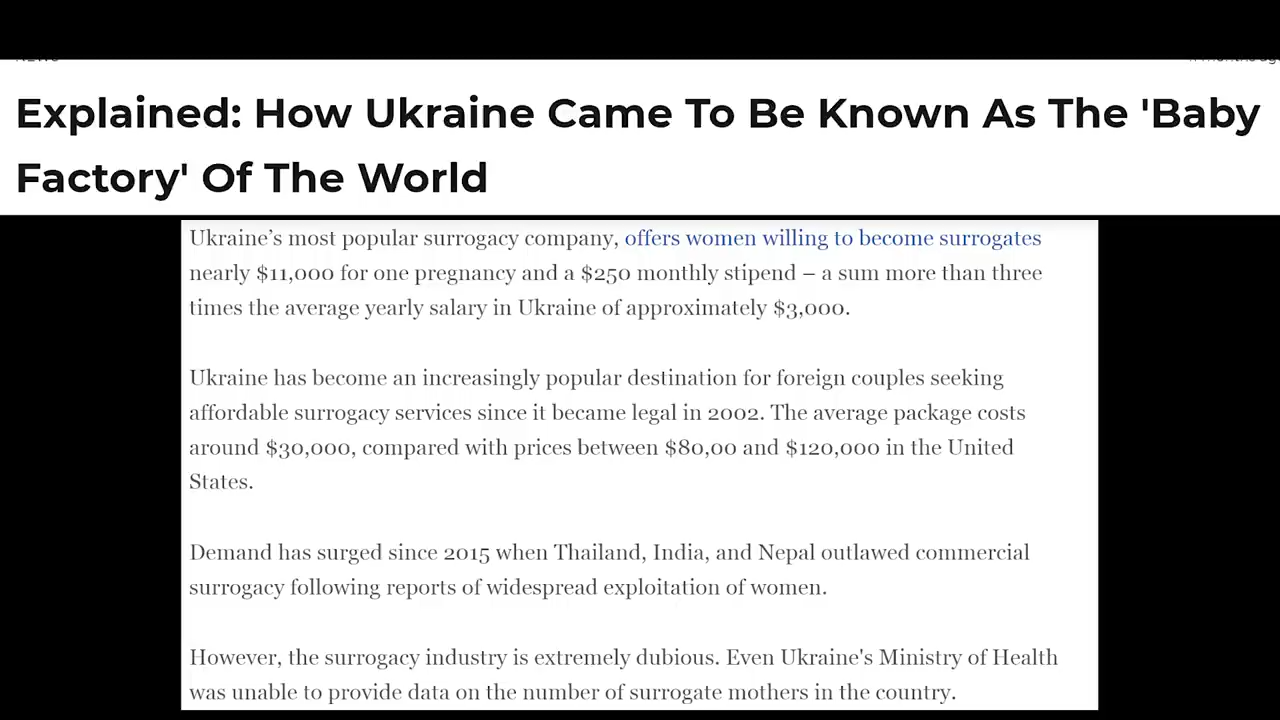 Explained: How Ukraine Came To Be Known As The 'Baby
Factory' Of The World
Ukraine's most popular surrogacy company, offers women willing to become surrogates
nearly $11,000 for one pregnancy and a $250 monthly stipend – a sum more than three
times the average yearly salary in Ukraine of approximately $3,000.
Ukraine has become an increasingly popular destination for foreign couples seeking
affordable surrogacy services since it became legal in 2002. The average package costs
around $30,000, compared with prices between $80,00 and $120,000 in the United
States.
Demand has surged since 2015 when Thailand, India, and Nepal outlawed commercial
surrogacy following reports of widespread exploitation of women.
However, the surrogacy industry is extremely dubious. Even Ukraine's Ministry of Health
was unable to provide data on the number of surrogate mothers in the country.